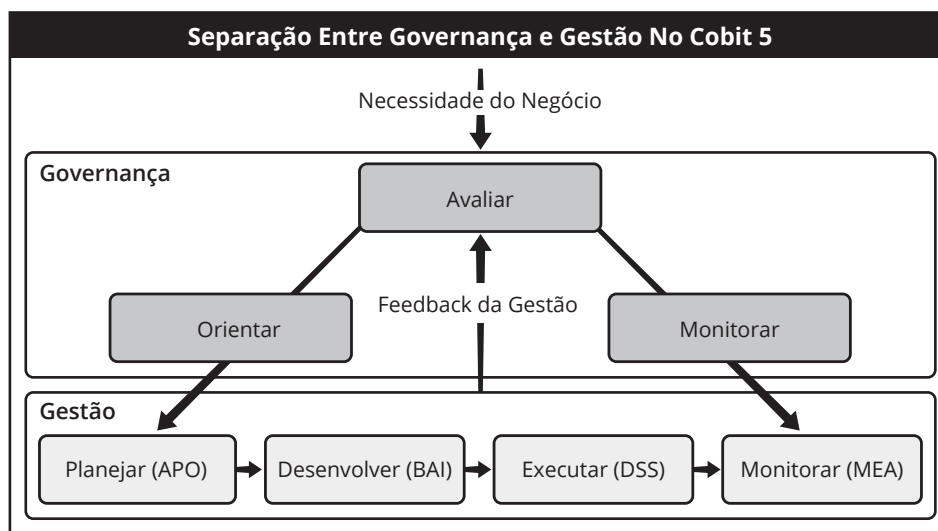 Separação Entre Governança e Gestão No Cobit 5
Necessidade do Negócio
Governança
Avaliar
Feedback da Gestão
Orientar
Monitorar
Gestão
Planejar (APO)
Desenvolver (BAI)
Executar (DSS)
Monitorar (MEA)